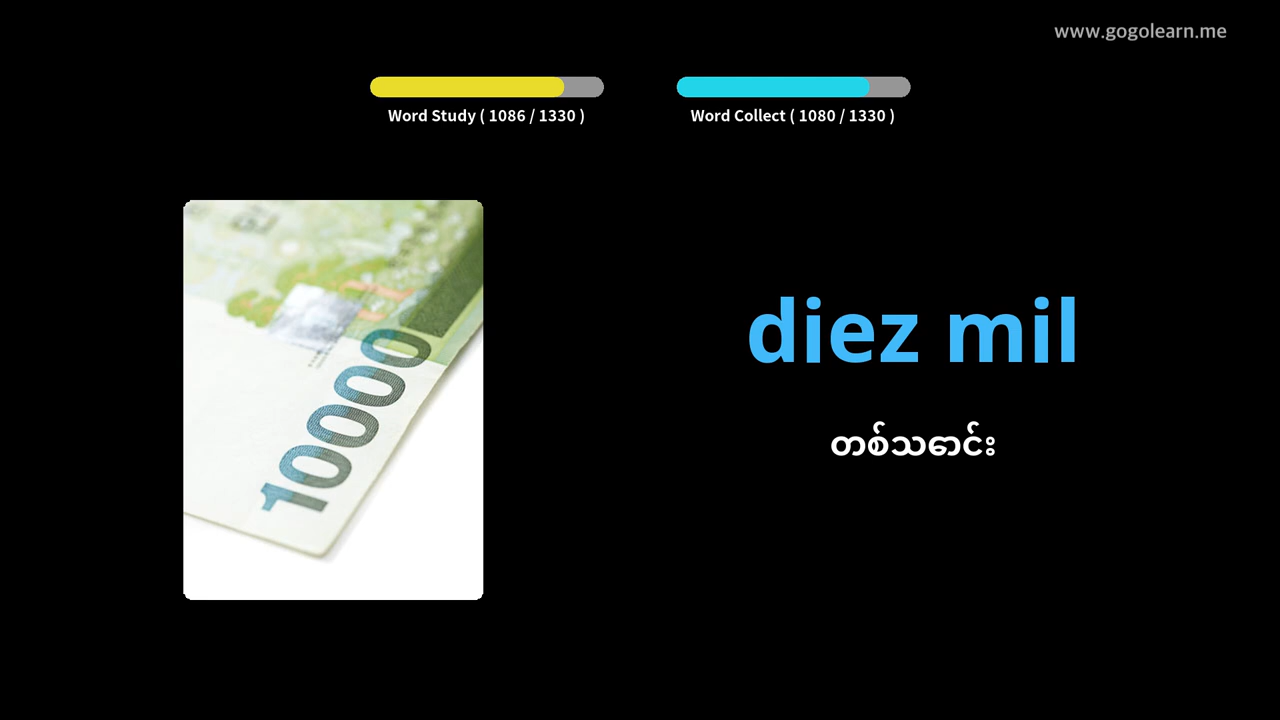 www.gogolearn.me
Word Study ( 1086 / 1330 )
Word Collect ( 1080 / 1330 )
10000
diez mil
တစ်သောင်း